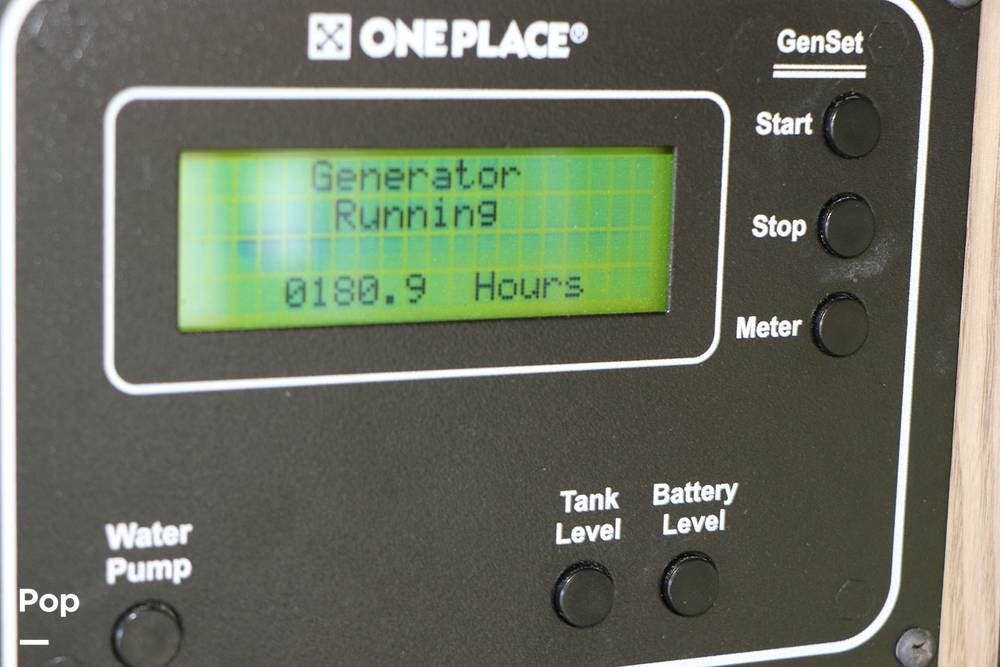 ONE PLACE®
GenSet
Start
Generator
Running
0180.9 Hours
Stop
Meter
Tank
Level
Battery
Level
Water
Pump
Pop